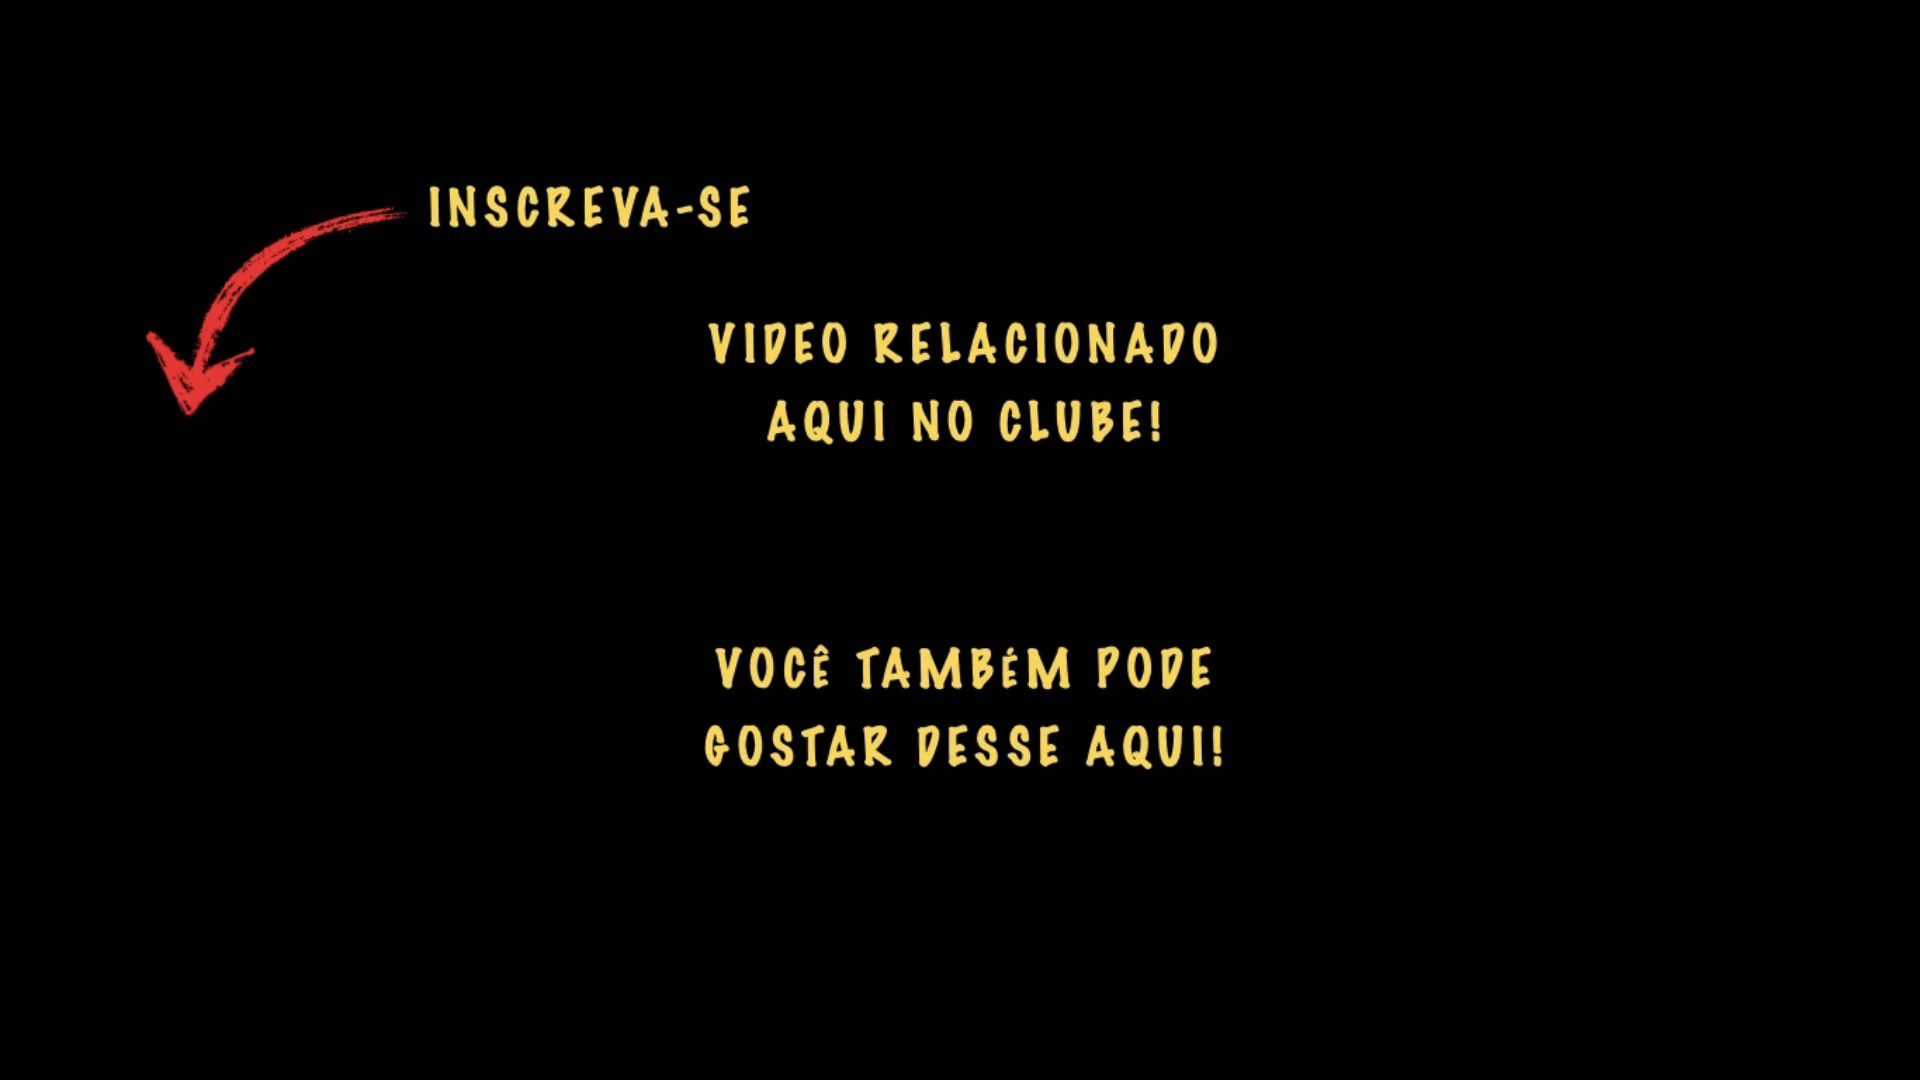 INSCREVA-SE
VIDEO RELACIONADO
AQUI NO CLUBE!
VOCÊ TAMBÉM PODE
GOSTAR DESSE AQUI!